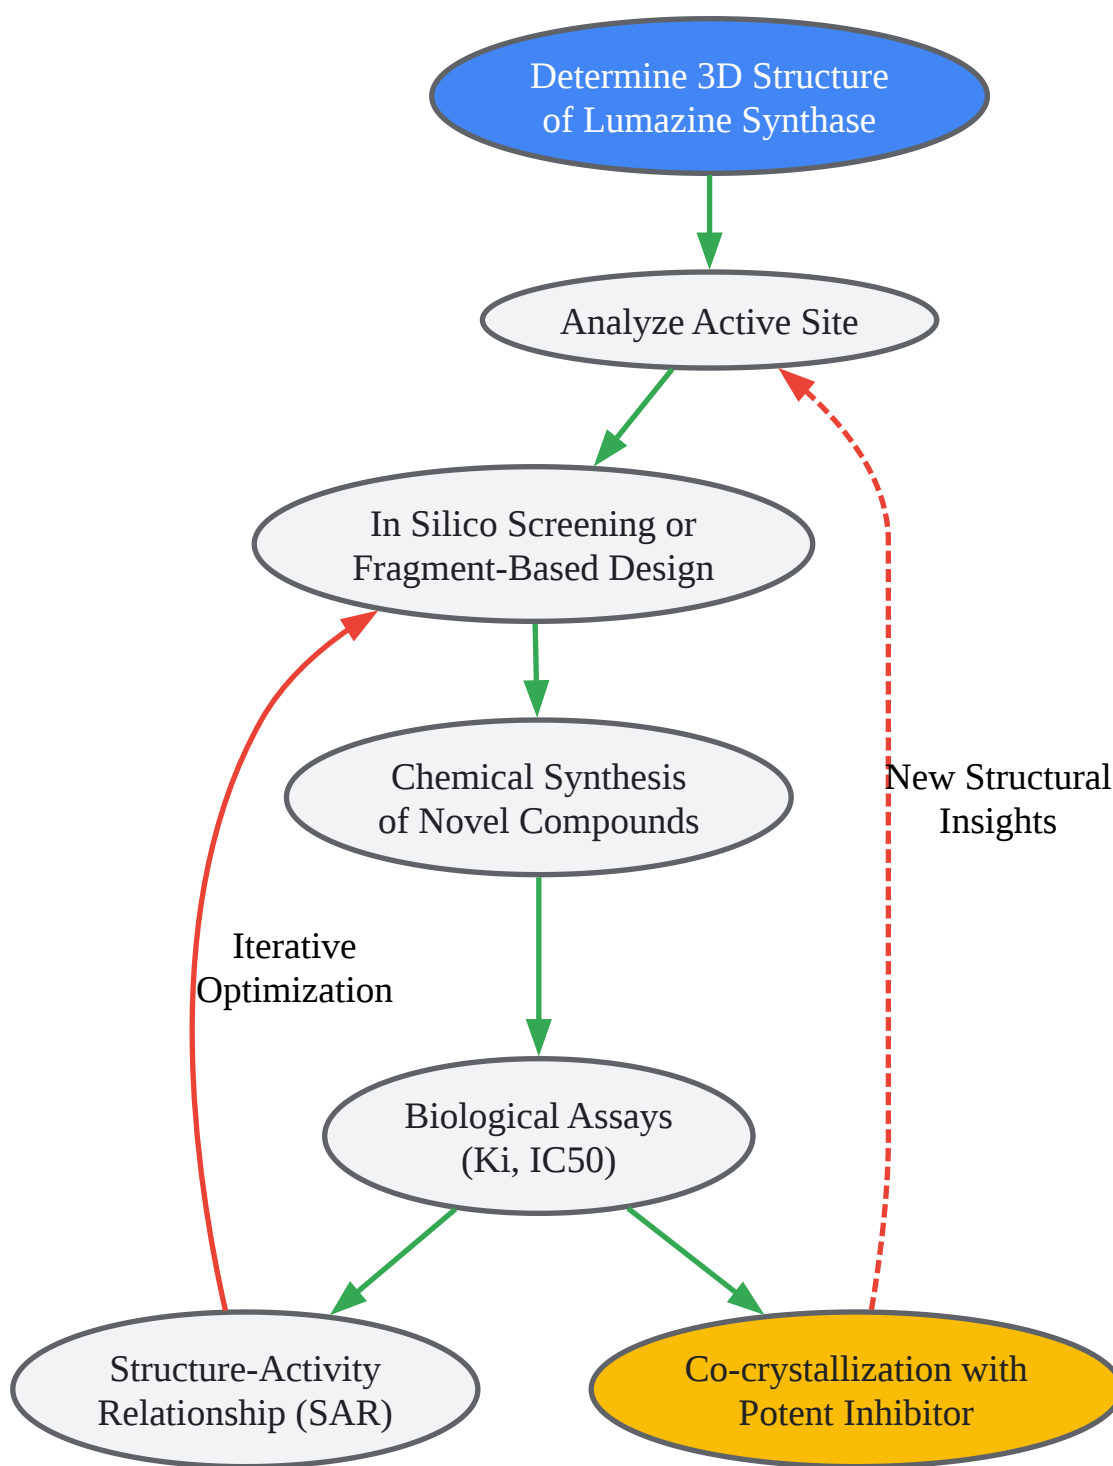 Determine 3D Structure
of Lumazine Synthase
Analyze Active Site
In Silico Screening or
Fragment-Based Design
Chemical Synthesis
of Novel Compounds
New Structural
Insights
Iterative
Optimization
Biological Assays
(Ki, IC50)
Structure-Activity
Relationship (SAR)
Co-crystallization with
Potent Inhibitor